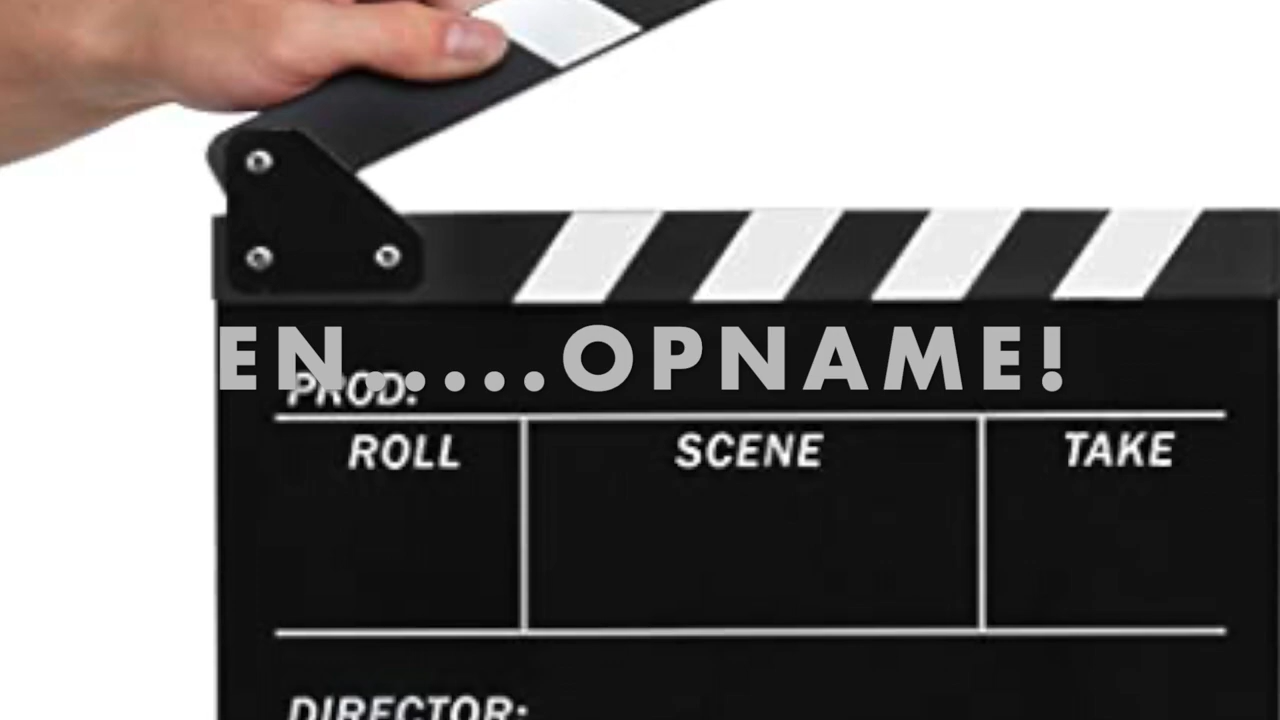 EN.....OPNAME!
PROD:
ROLL SCENE TAKE
DIRECTOR: